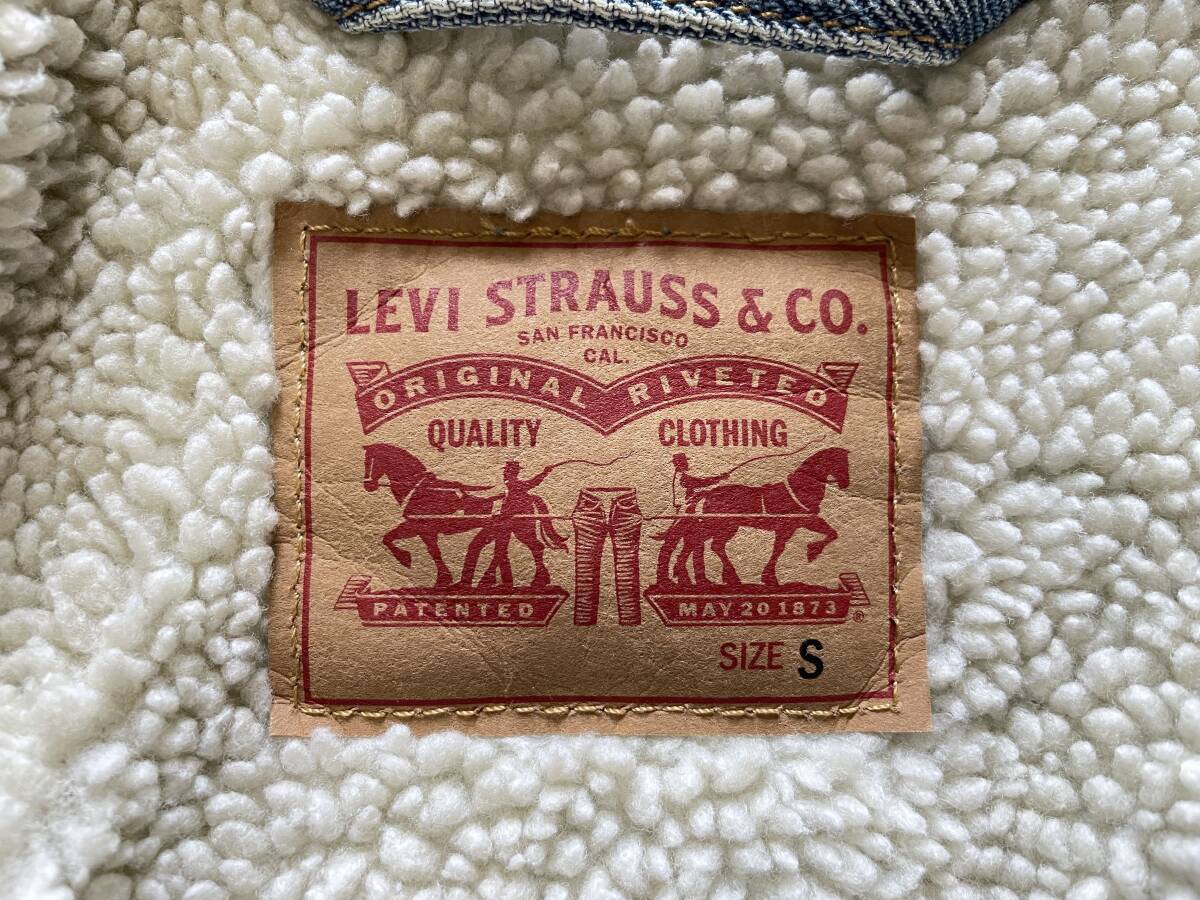 LEVI STRAUSS & CO.
SAN FRANCISCO
CAL.
ORIGINAL RIVETED
QUALITY CLOTHING
PATENTED MAY 20 1873 ®
SIZE S